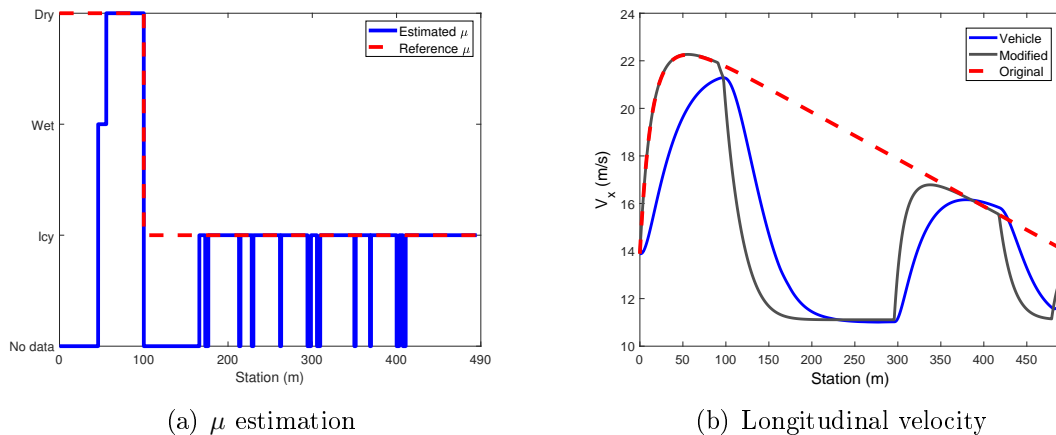 Dry
Wet
Icy
No data
0
100
200
300
400
490
Station (m)
Estimated μ
Reference μ
(a) μ estimation
24
22
20
18
16
14
12
10
V_x (m/s)
0
50
100
150
200
250
300
350
400
450
Station (m)
Vehicle
Modified
Original
(b) Longitudinal velocity